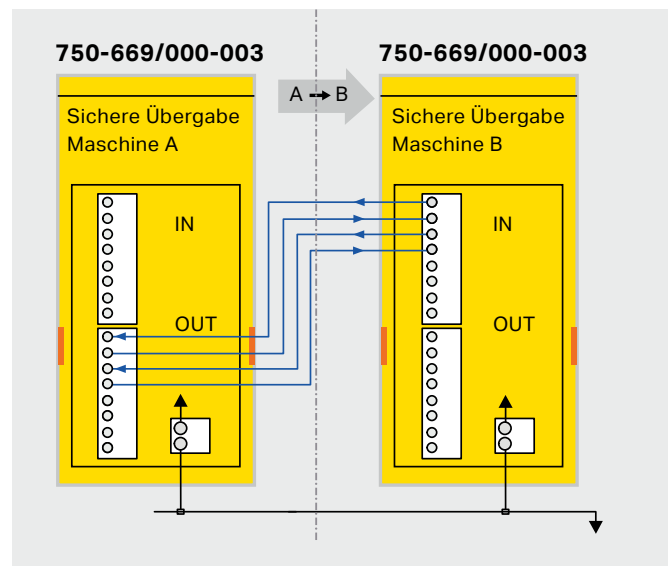 750-669/000-003
750-669/000-003
A → B
Sichere Übergabe
Maschine A
Sichere Übergabe
Maschine B
IN
IN
OUT
OUT